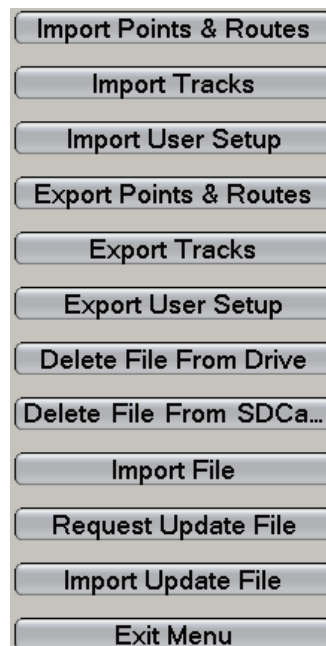 Import Points & Routes
Import Tracks
Import User Setup
Export Points & Routes
Export Tracks
Export User Setup
Delete File From Drive
Delete File From SDCa...
Import File
Request Update File
Import Update File
Exit Menu